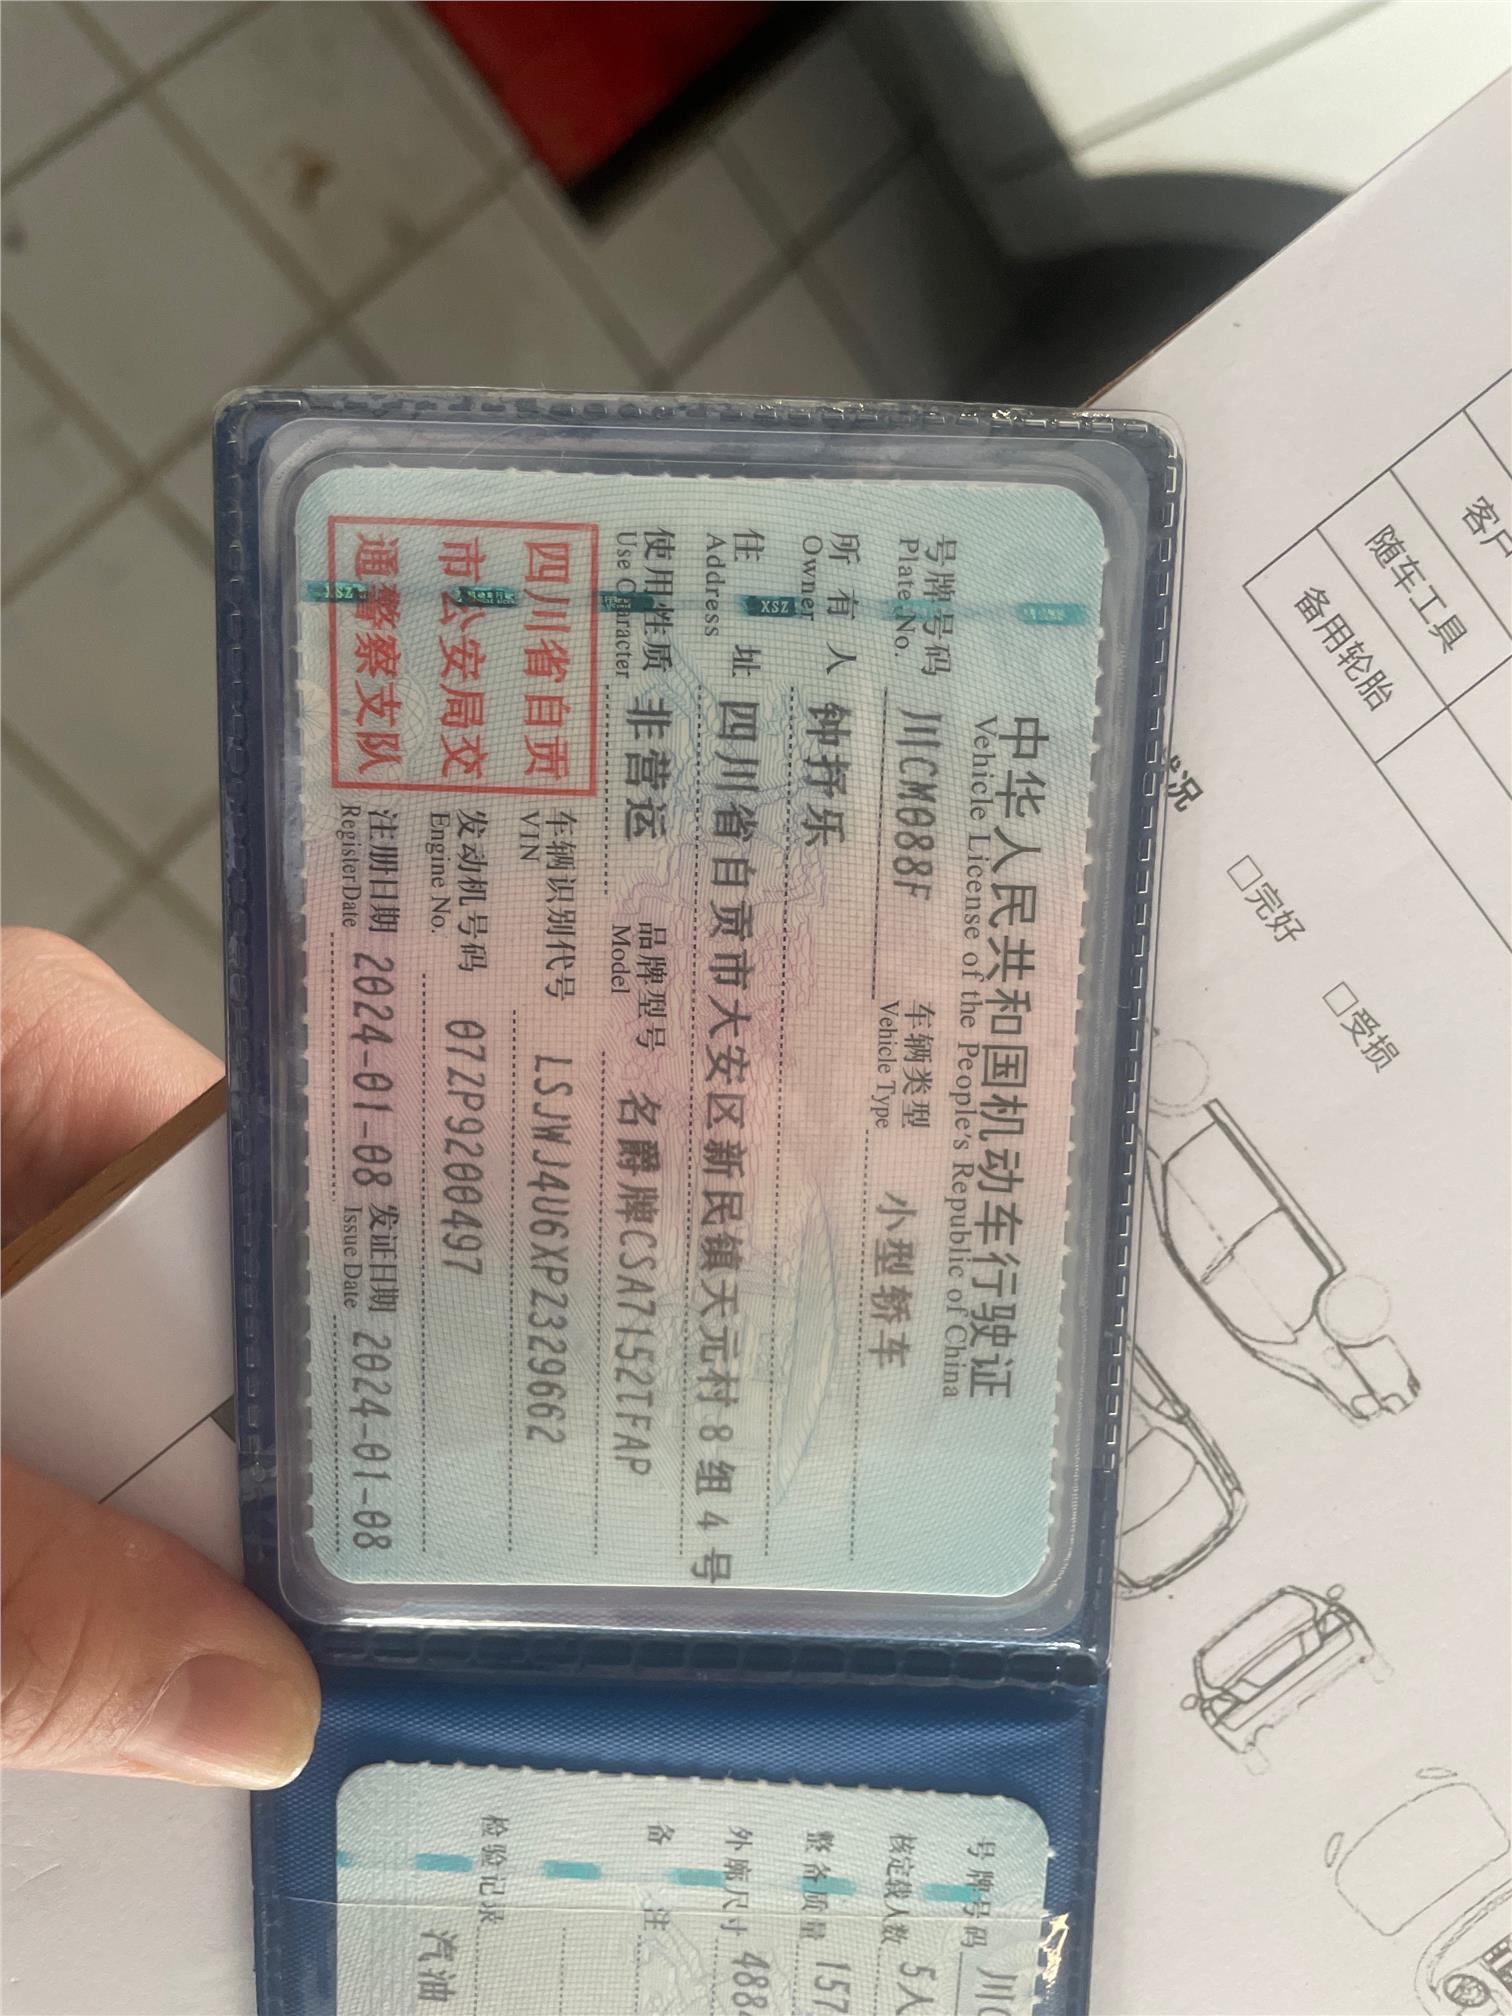 中华人民共和国机动车行驶证
Vehicle License of the People's Republic of China
号牌号码 川CM088F 车辆类型 小型轿车
Plate No. Vehicle Type
所有人 钟抒乐
Owner
住址 四川省自贡市大安区新民镇天元村8组4号
Address
使用性质 非营运 品牌型号 名爵牌CSA7152TFAP
Use Character Model
四川省自贡
市公安局交
通警察支队
车辆识别代号 LSJWJ4U6XP2329662
VIN
发动机号码 072P9200497
Engine No.
注册日期 2024-01-08 发证日期 2024-01-08
Register Date Issue Date
XSZ
XSZ
号牌号码 川C
核定载人数 5人
整备质量 157
外廓尺寸 488
备注
检验记录
汽油
客户
随车工具
备用轮胎
状况
□完好
□受损